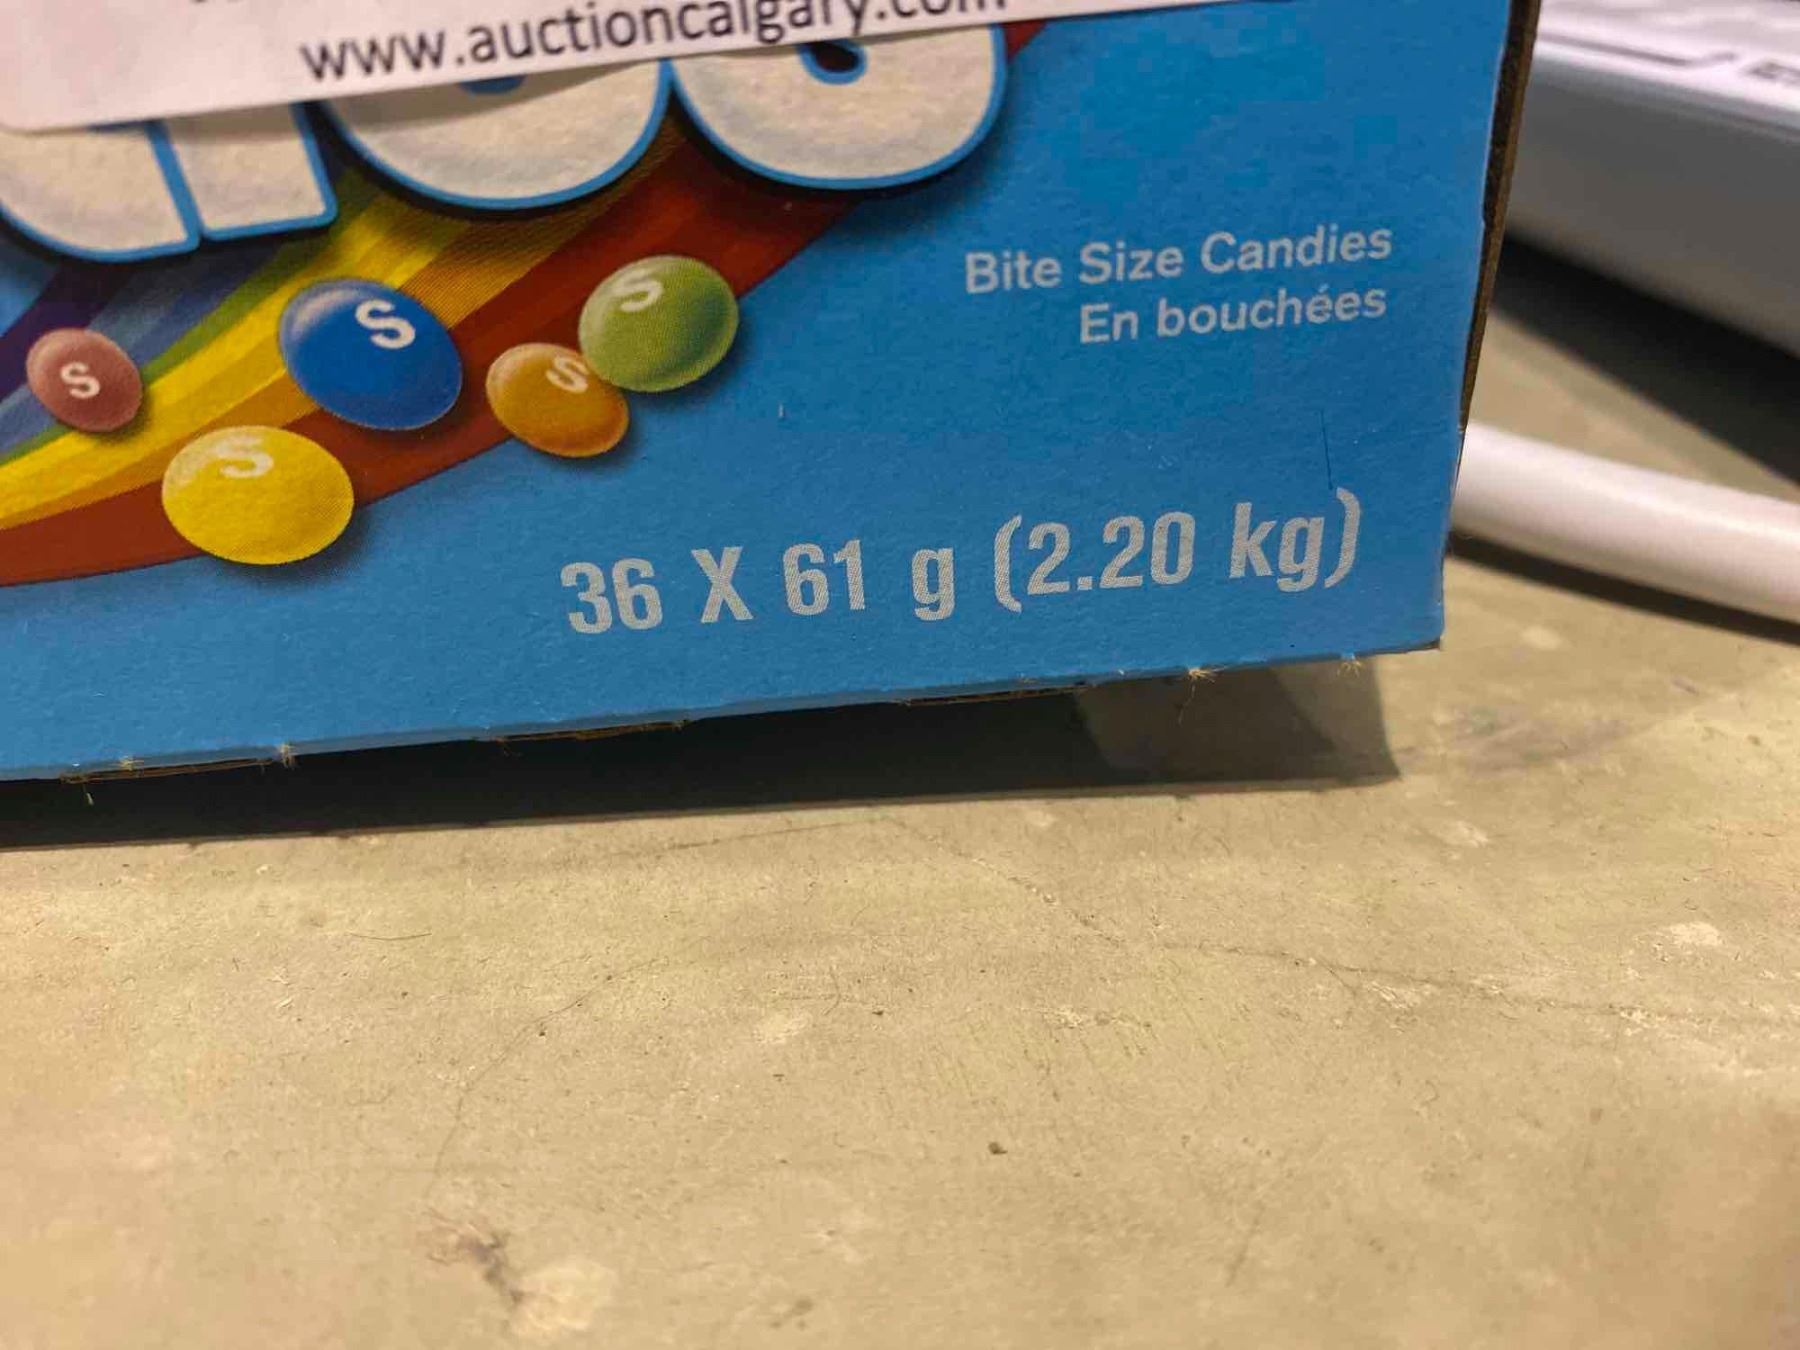 www.auctioncalgary.com
Bite Size Candies
En bouchées
S
S
S
S
S
36 X 61 g (2.20 kg)